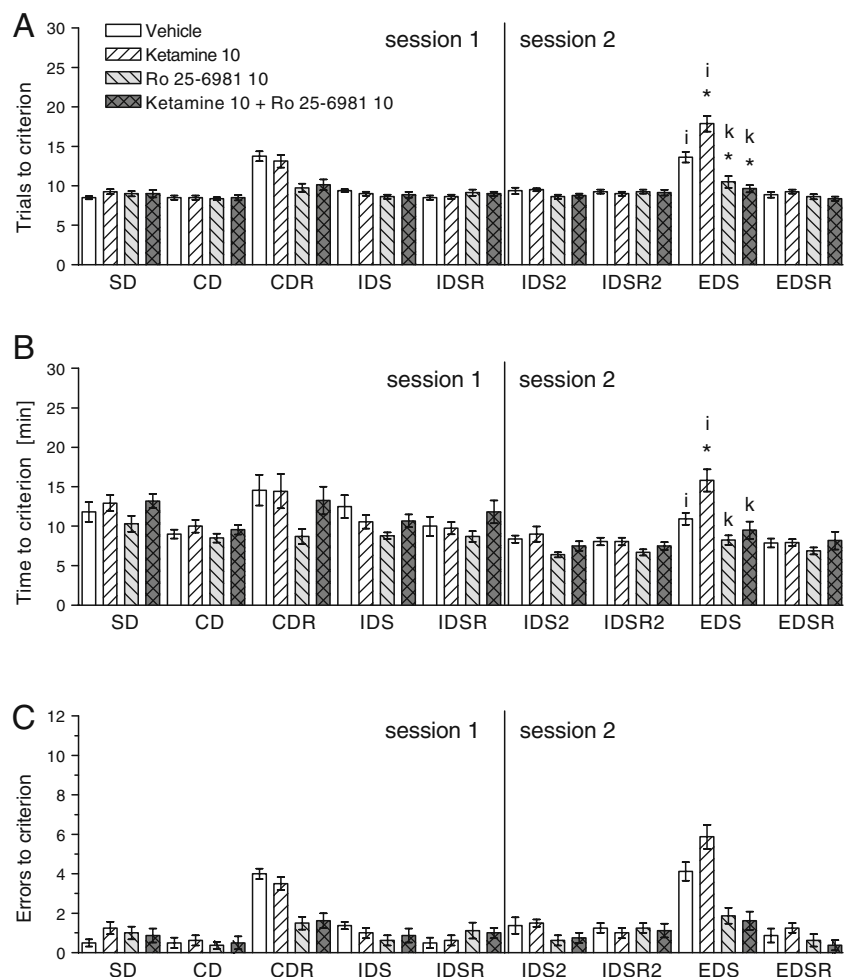 A
Vehicle
Ketamine 10
Ro 25-6981 10
Ketamine 10 + Ro 25-6981 10
session 1
session 2
Trials to criterion
30
25
20
15
10
5
0
i
i
*
k
*
k
*
SD CD CDR IDS IDSR IDS2 IDSR2 EDS EDSR
B
session 1
session 2
Time to criterion [min]
30
25
20
15
10
5
0
i
i
*
k
k
SD CD CDR IDS IDSR IDS2 IDSR2 EDS EDSR
C
session 1
session 2
Errors to criterion
12
10
8
6
4
2
0
SD CD CDR IDS IDSR IDS2 IDSR2 EDS EDSR